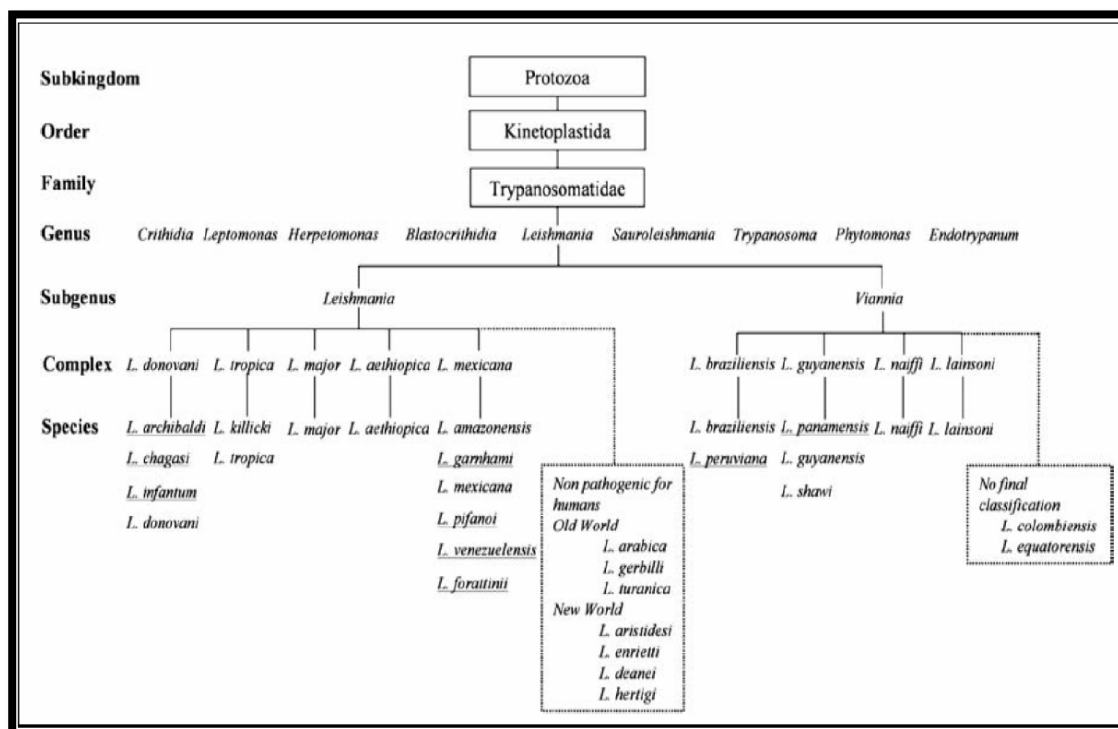 Subkingdom Protozoa
Order Kinetoplastida
Family Trypanosomatidae
Genus Crithidia Leptomonas Herpetomonas Blastocrithidia Leishmania Sauroleishmania Trypanosoma Phytomonas Endotrypanum
Subgenus Leishmania Viannia
Complex L. donovani L. tropica L. major L. aethiopica L. mexicana L. braziliensis L. guyanensis L. naiffi L. lainsoni
Species L. archibaldi L. killicki L. major L. aethiopica L. amazonensis L. braziliensis L. panamensis L. naiffi L. lainsoni
L. chagasi L. tropica L. garnhami L. peruviana L. guyanensis
L. infantum L. mexicana L. shawi
L. donovani L. pifanoi
L. venezuelensis
L. forattinii
Non pathogenic for
humans
Old World
L. arabica
L. gerbilli
L. turanica
New World
L. aristidesi
L. enrietti
L. deanei
L. hertigi
No final
classification
L. colombiensis
L. equatorensis